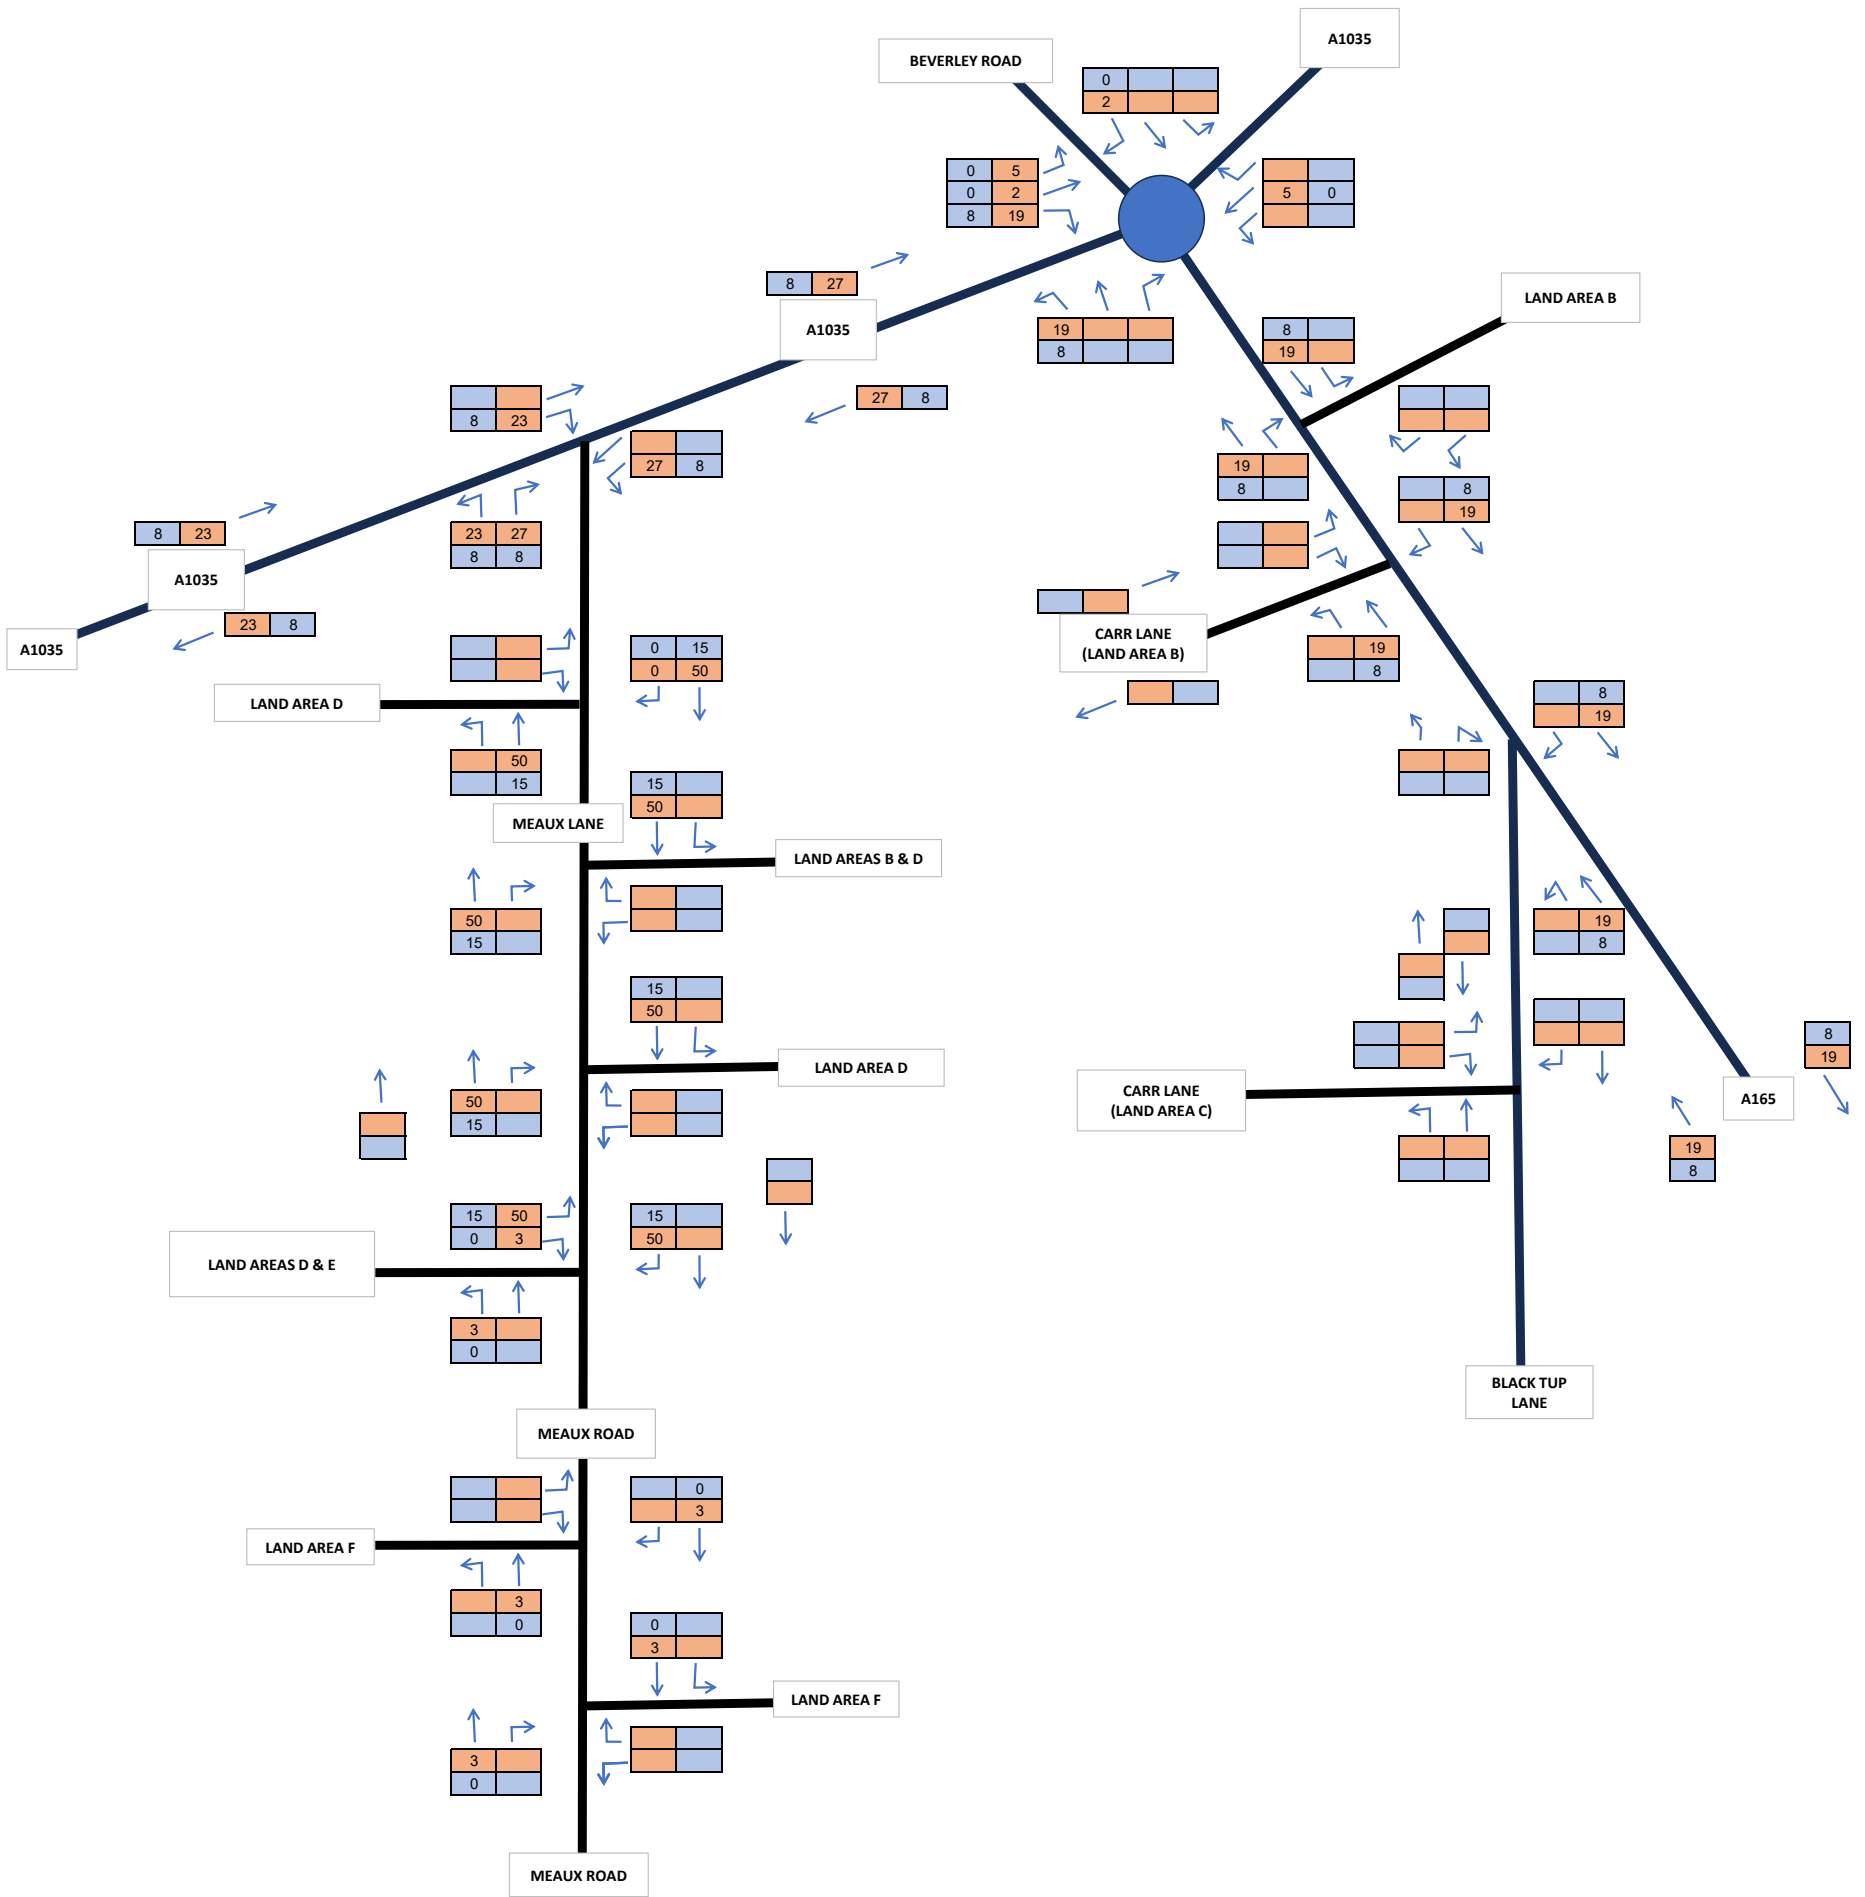 A1035
BEVERLEY ROAD
0
2
0 5
0 2
8 19
5 0
8 27
A1035
LAND AREA B
19
8
8
19
27 8
8 23
27 8
19
8
8
19
8 23
23 27
8 8
A1035
A1035
23 8
CARR LANE
(LAND AREA B)
0 15
0 50
19
8
LAND AREA D
8
19
50
15
15
50
MEAUX LANE
LAND AREAS B & D
50
15
19
8
15
50
LAND AREA D
50
15
CARR LANE
(LAND AREA C)
8
19
A165
19
8
15 50
0 3
15
50
LAND AREAS D & E
3
0
BLACK TUP
LANE
MEAUX ROAD
0
3
LAND AREA F
3
0
0
3
LAND AREA F
3
0
MEAUX ROAD